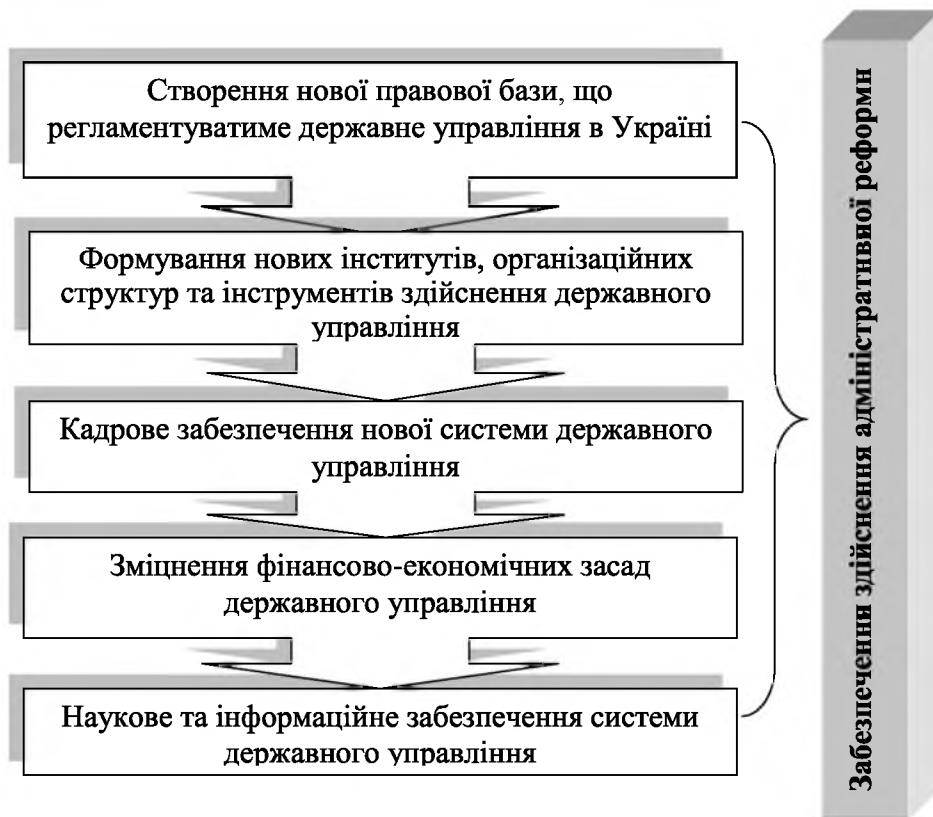 Створення нової правової бази, що
регламентуватиме державне управління в Україні
Формування нових інститутів, організаційних
структур та інструментів здійснення державного
управління
Кадрове забезпечення нової системи державного
управління
Зміцнення фінансово-економічних засад
державного управління
Наукове та інформаційне забезпечення системи
державного управління
Забезпечення здійснення адміністративної реформи